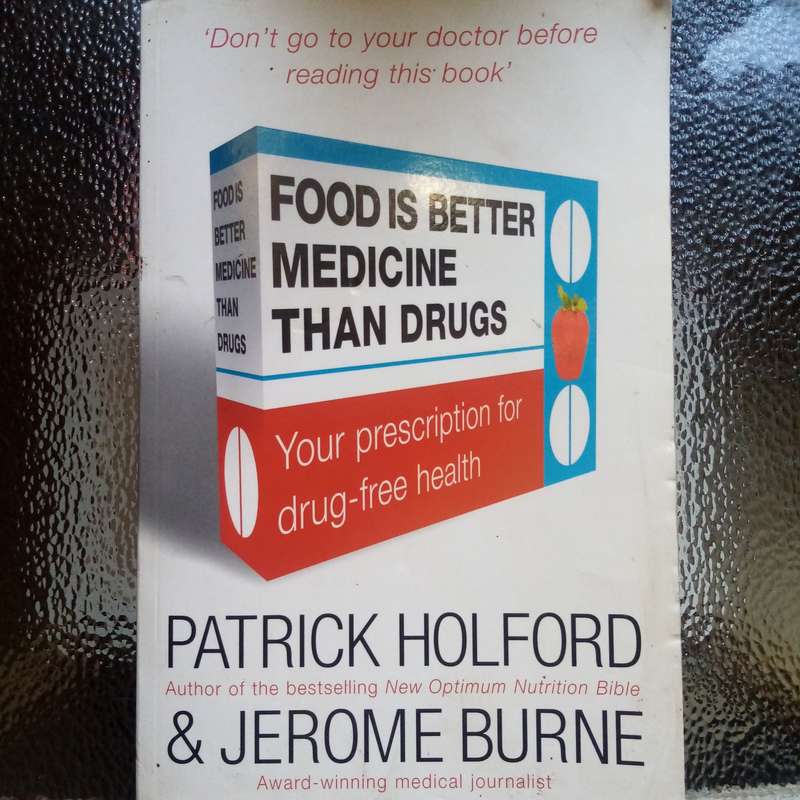 'Don't go to your doctor before
reading this book'
FOOD IS
BETTER
MEDICINE
THAN
DRUGS
FOOD IS BETTER
MEDICINE
THAN DRUGS
Your prescription for
drug-free health
PATRICK HOLFORD
Author of the bestselling New Optimum Nutrition Bible
& JEROME BURNE
Award-winning medical journalist